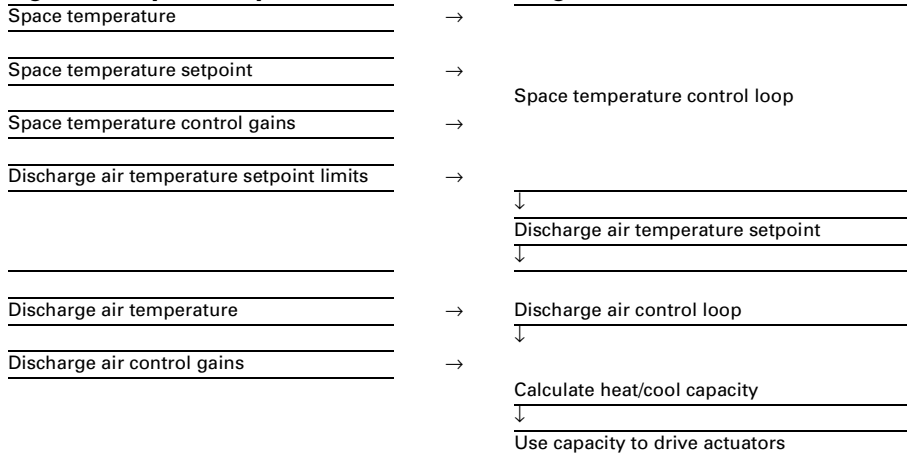 Space temperature →
Space temperature setpoint →
Space temperature control loop
Space temperature control gains →
Discharge air temperature setpoint limits →
↓
Discharge air temperature setpoint
↓
Discharge air temperature → Discharge air control loop
↓
Discharge air control gains →
Calculate heat/cool capacity
↓
Use capacity to drive actuators